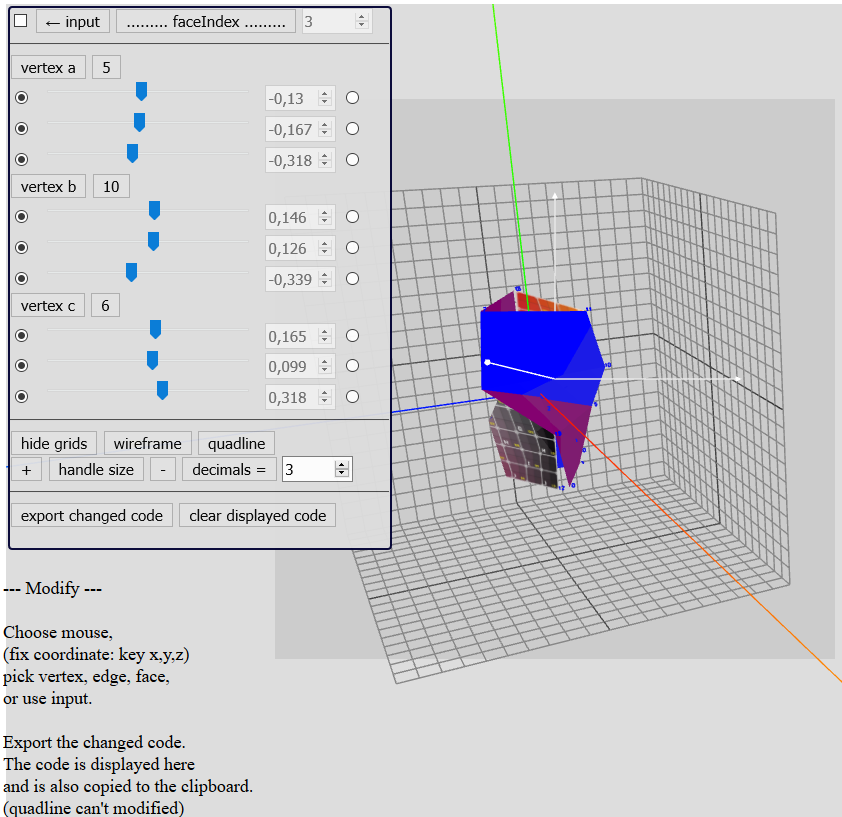 ← input ......... faceIndex ......... 3
vertex a 5
-0,13
-0,167
-0,318
vertex b 10
0,146
0,126
-0,339
vertex c 6
0,165
0,099
0,318
hide grids wireframe quadline
+ handle size - decimals = 3
export changed code clear displayed code
--- Modify ---
Choose mouse,
(fix coordinate: key x,y,z)
pick vertex, edge, face,
or use input.
Export the changed code.
The code is displayed here
and is also copied to the clipboard.
(quadline can't modified)